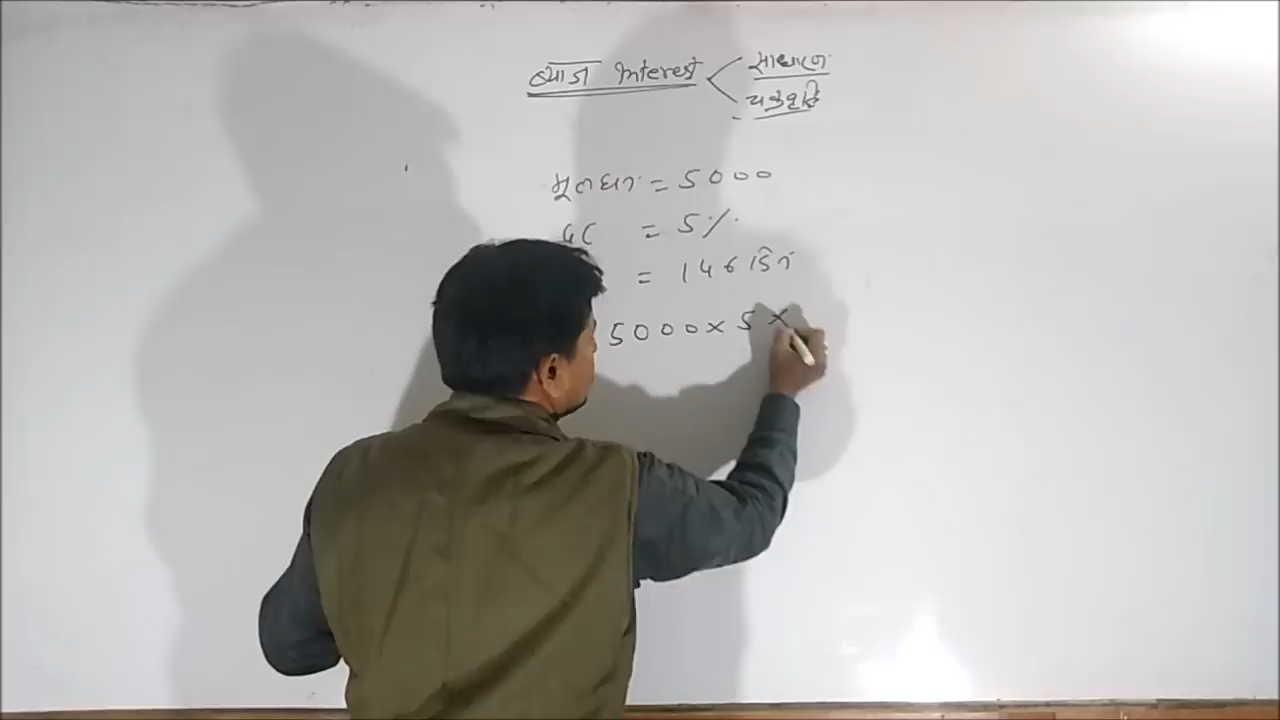 ब्याज Interest < साधारण
चक्रवृद्धि
मूलधन = 5000
दर = 5%
= 146 दिन
5000 × 5 ×